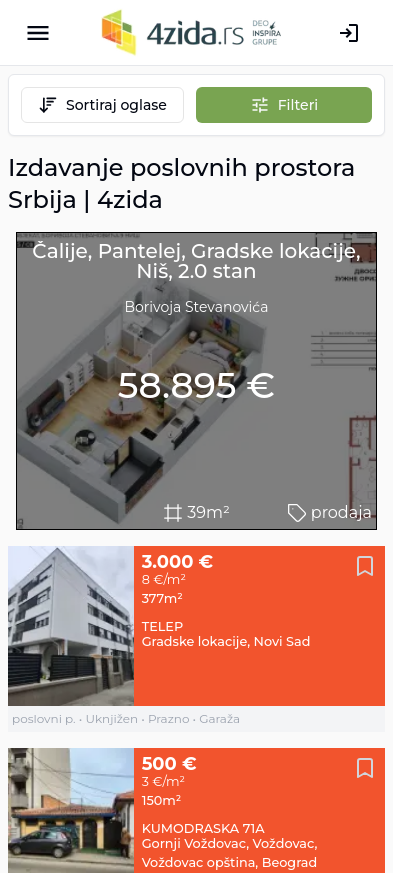 4zida.rs
DEO
INSPIRA
GRUPE
Sortiraj oglase
Filteri
Izdavanje poslovnih prostora
Srbija | 4zida
Čalije, Pantelej, Gradske lokacije,
Niš, 2.0 stan
Borivoja Stevanovića
58.895 €
39m²
prodaja
3.000 €
8 €/m²
377m²
TELEP
Gradske lokacije, Novi Sad
poslovni p. • Uknjižen • Prazno • Garaža
500 €
3 €/m²
150m²
KUMODRASKA 71A
Gornji Voždovac, Voždovac,
Voždovac opština, Beograd